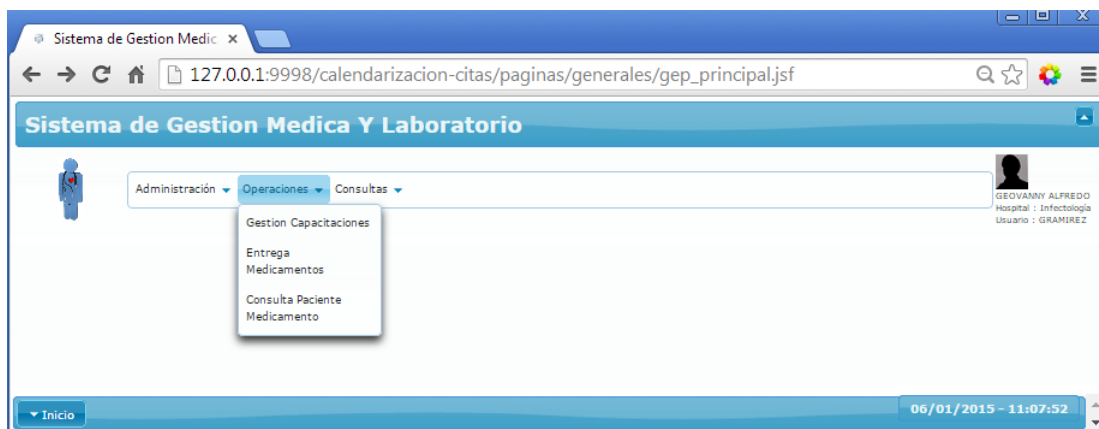 Sistema de Gestion Medic
127.0.0.1:9998/calendarizacion-citas/paginas/generales/gep_principal.jsf
Sistema de Gestion Medica Y Laboratorio
Administración Operaciones Consultas
GEOVANNY ALFREDO
Hospital : Infectología
Usuario : GRAMIREZ
Gestion Capacitaciones
Entrega
Medicamentos
Consulta Paciente
Medicamento
Inicio
06/01/2015 - 11:07:52